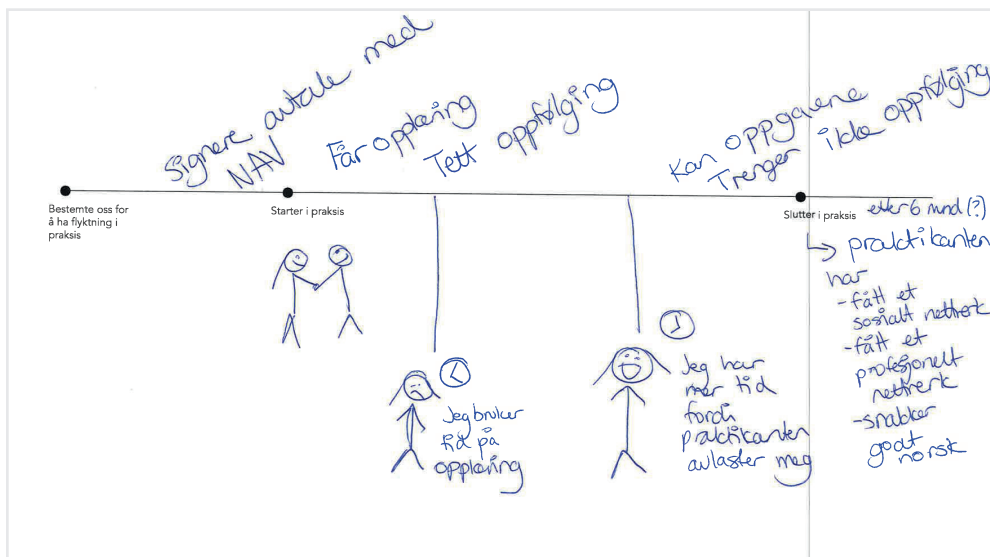 Signere avtale med
NAV
Får opplæring
Tett oppfølging
Kan oppgavene
Trenger ikke oppfølging
Bestemte oss for
å ha flyktning i
praksis
Starter i praksis
Slutter i praksis
etter 6 mnd (?)
praktikanten
har
- fått et
sosialt nettverk
- fått et
profesjonelt
nettverk
- snakker
godt
norsk
Jeg bruker
tid på
opplæring
Jeg har
mer tid
fordi
praktikanten
avlaster meg